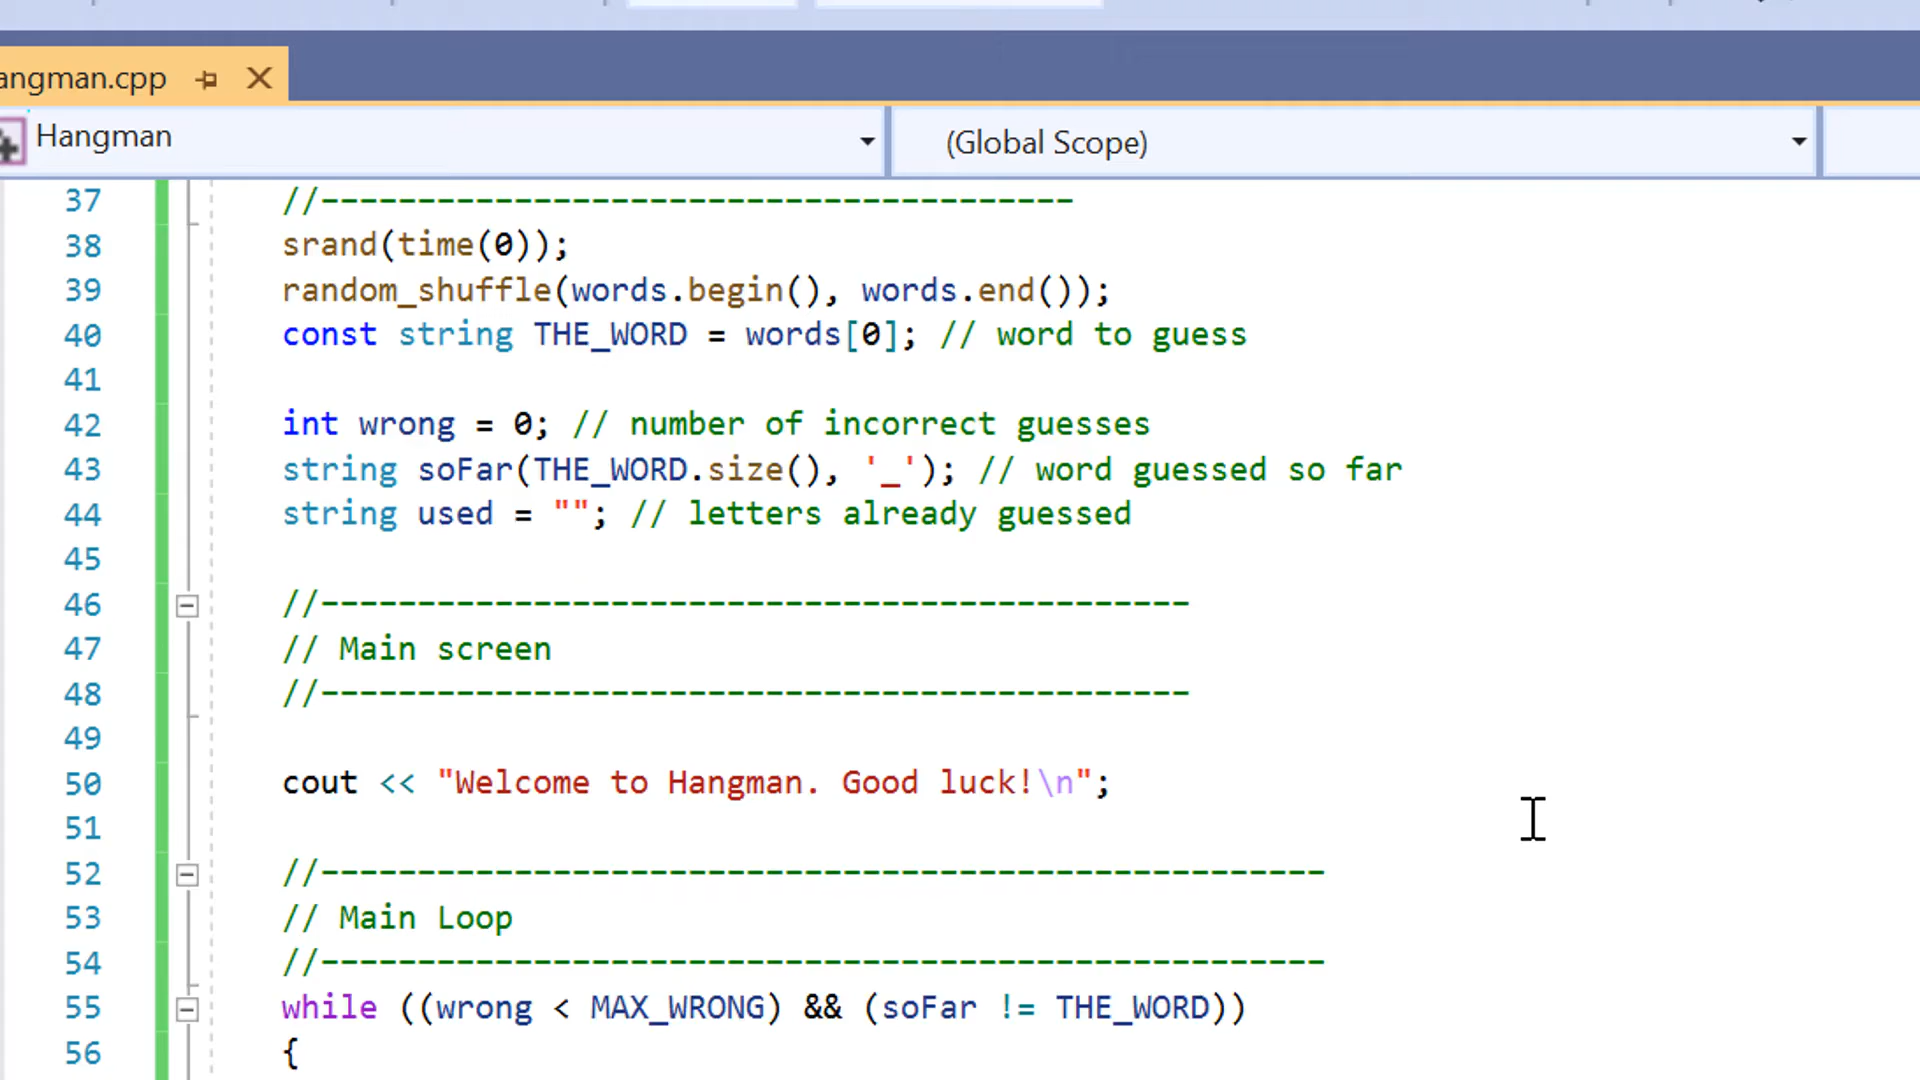 angman.cpp
Hangman
(Global Scope)
37 //---------------------------------------
38 srand(time(0));
39 random_shuffle(words.begin(), words.end());
40 const string THE_WORD = words[0]; // word to guess
41
42 int wrong = 0; // number of incorrect guesses
43 string soFar(THE_WORD.size(), '_'); // word guessed so far
44 string used = ""; // letters already guessed
45
46 //---------------------------------------------
47 // Main screen
48 //---------------------------------------------
49
50 cout << "Welcome to Hangman. Good luck!\n";
51
52 //----------------------------------------------------
53 // Main Loop
54 //----------------------------------------------------
55 while ((wrong < MAX_WRONG) && (soFar != THE_WORD))
56 {